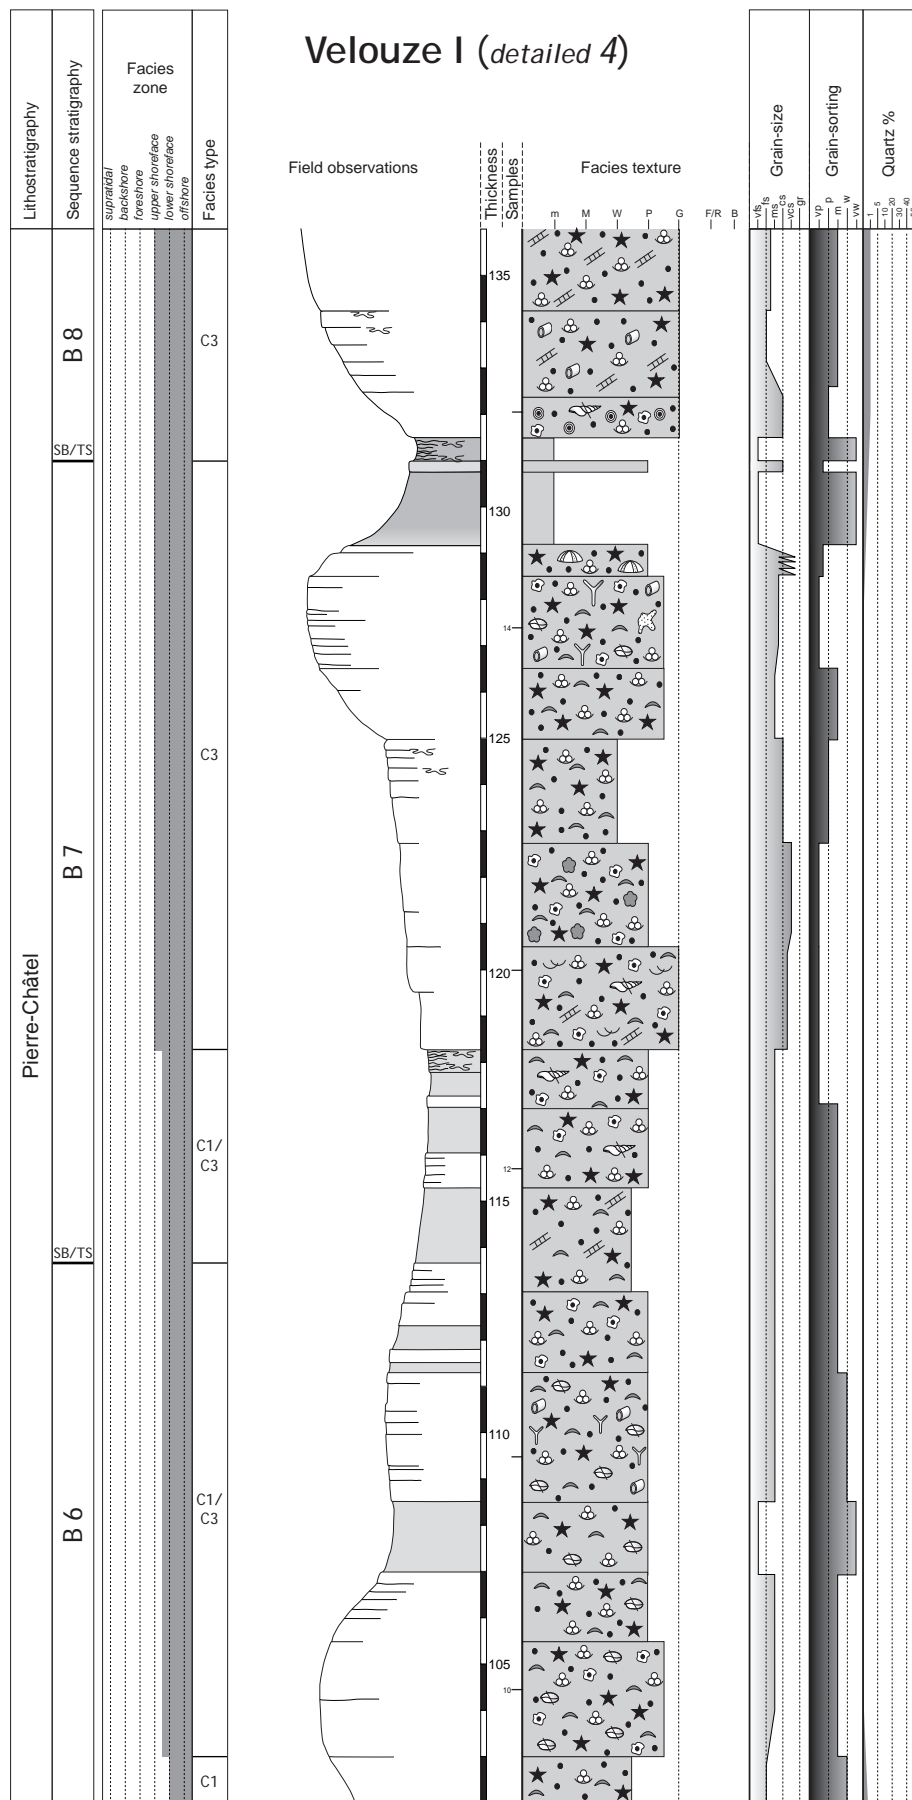 Velouze I (detailed 4)
Lithostratigraphy
Sequence stratigraphy
Facies
zone
supratidal
backshore
foreshore
upper shoreface
lower shoreface
offshore
Facies type
Field observations
Thickness
Samples
Facies texture
m M W P G F/R B
Grain-size
vfs
fs
ms
cs
vcs
gr
Grain-sorting
vp
p
m
w
vw
Quartz %
1
5
10
20
30
40
135
B 8
C3
SB/TS
130
14
125
C3
B 7
120
Pierre-Châtel
C1/
C3
12
115
SB/TS
110
C1/
C3
B 6
105
10
C1